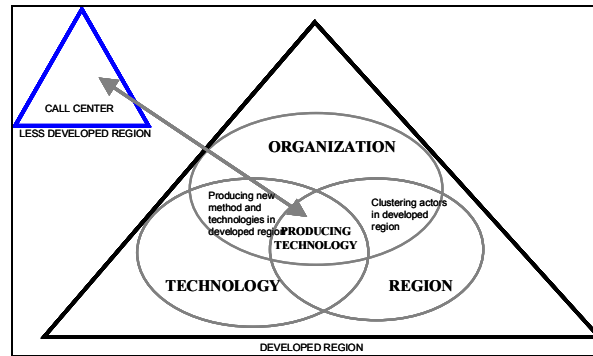 CALL CENTER
LESS DEVELOPED REGION
ORGANIZATION
Producing new
method and
technologies in
developed region
Clustering actors
in developed
region
PRODUCING
TECHNOLOGY
TECHNOLOGY
REGION
DEVELOPED REGION